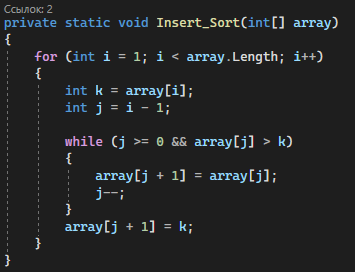 Ссылок: 2
private static void Insert_Sort(int[] array)
{
    for (int i = 1; i < array.Length; i++)
    {
        int k = array[i];
        int j = i - 1;

        while (j >= 0 && array[j] > k)
        {
            array[j + 1] = array[j];
            j--;
        }
        array[j + 1] = k;
    }
}